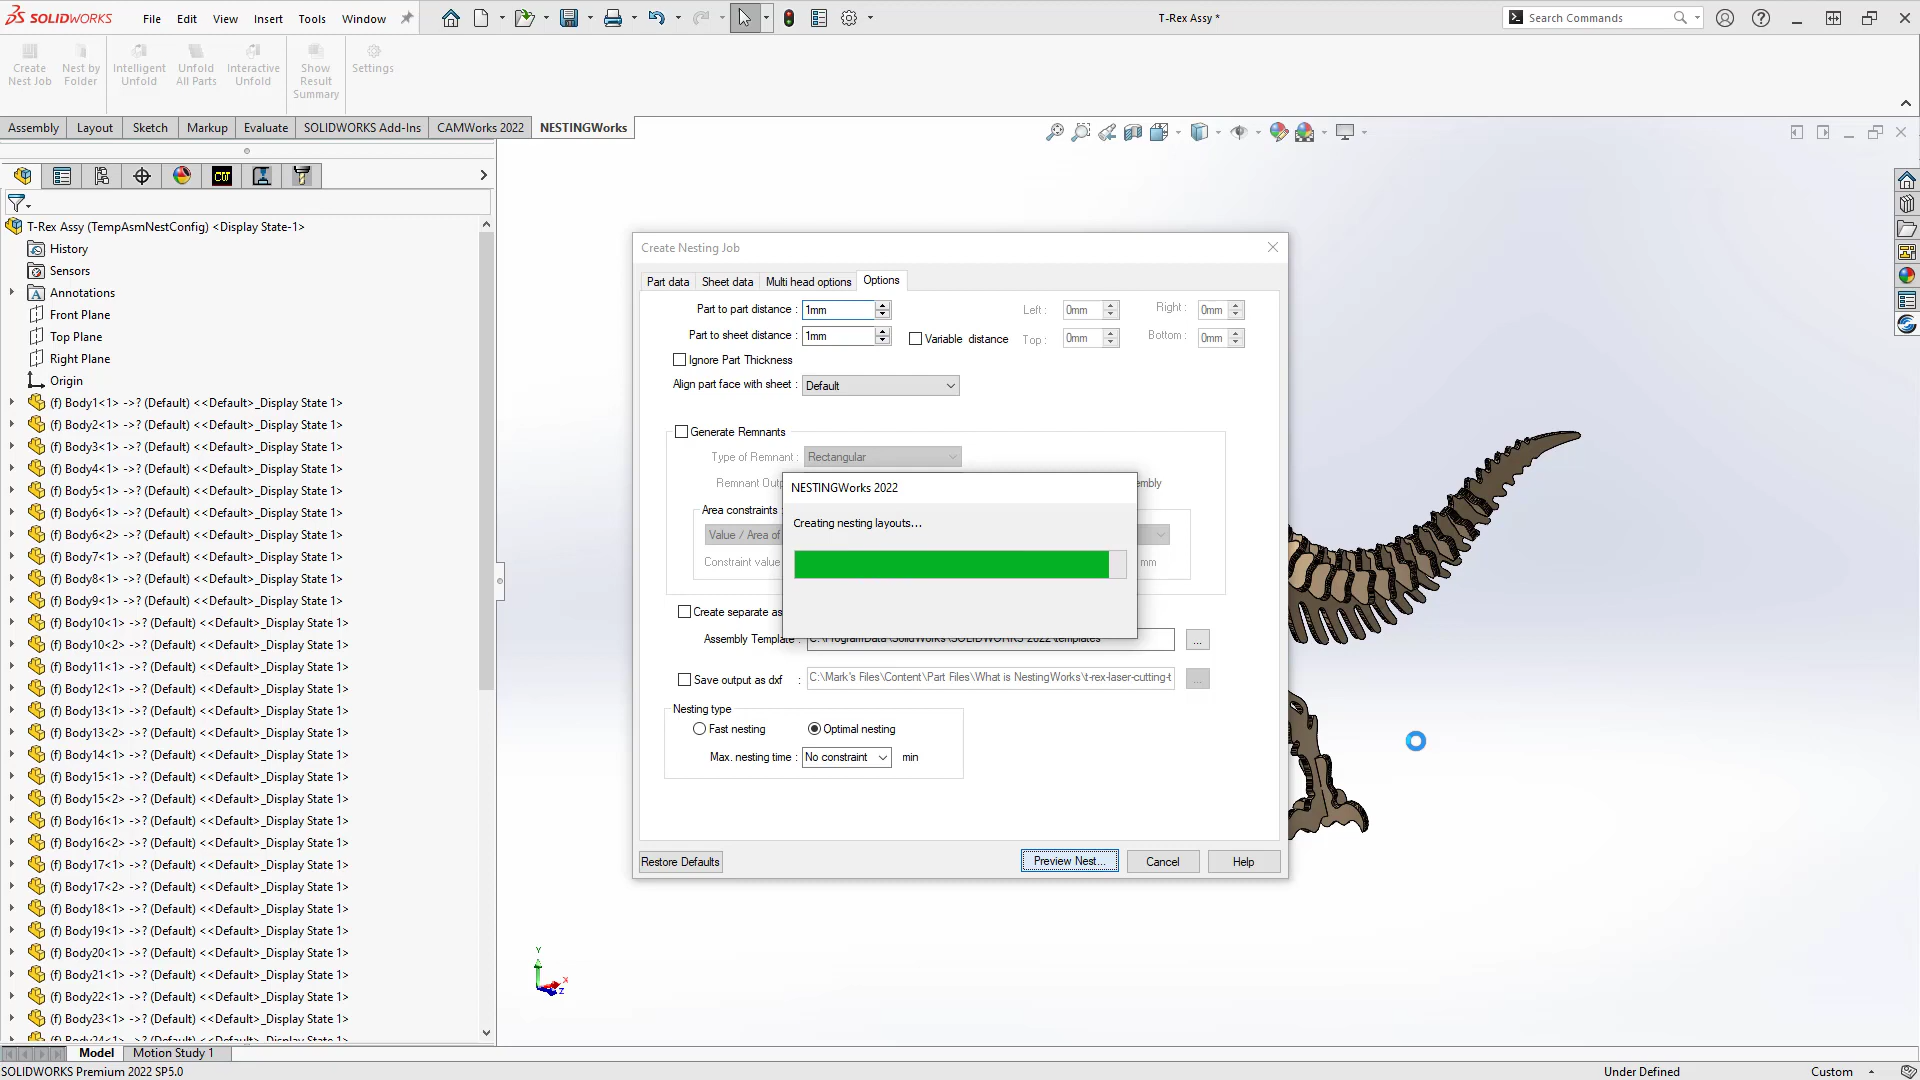 SOLIDWORKS File Edit View Insert Tools Window
T-Rex Assy *
Search Commands
Create Nest Job
Nest by Folder
Intelligent Unfold
Unfold All Parts
Interactive Unfold
Show Result Summary
Settings
Assembly Layout Sketch Markup Evaluate SOLIDWORKS Add-Ins CAMWorks 2022 NESTINGWorks
T-Rex Assy (TempAsmNestConfig) <Display State-1>
History
Sensors
Annotations
Front Plane
Top Plane
Right Plane
Origin
(f) Body1<1> ->? (Default) <<Default>_Display State 1>
(f) Body2<1> ->? (Default) <<Default>_Display State 1>
(f) Body3<1> ->? (Default) <<Default>_Display State 1>
(f) Body4<1> ->? (Default) <<Default>_Display State 1>
(f) Body5<1> ->? (Default) <<Default>_Display State 1>
(f) Body6<1> ->? (Default) <<Default>_Display State 1>
(f) Body6<2> ->? (Default) <<Default>_Display State 1>
(f) Body7<1> ->? (Default) <<Default>_Display State 1>
(f) Body8<1> ->? (Default) <<Default>_Display State 1>
(f) Body9<1> ->? (Default) <<Default>_Display State 1>
(f) Body10<1> ->? (Default) <<Default>_Display State 1>
(f) Body10<2> ->? (Default) <<Default>_Display State 1>
(f) Body11<1> ->? (Default) <<Default>_Display State 1>
(f) Body12<1> ->? (Default) <<Default>_Display State 1>
(f) Body13<1> ->? (Default) <<Default>_Display State 1>
(f) Body13<2> ->? (Default) <<Default>_Display State 1>
(f) Body14<1> ->? (Default) <<Default>_Display State 1>
(f) Body15<1> ->? (Default) <<Default>_Display State 1>
(f) Body15<2> ->? (Default) <<Default>_Display State 1>
(f) Body16<1> ->? (Default) <<Default>_Display State 1>
(f) Body16<2> ->? (Default) <<Default>_Display State 1>
(f) Body17<1> ->? (Default) <<Default>_Display State 1>
(f) Body17<2> ->? (Default) <<Default>_Display State 1>
(f) Body18<1> ->? (Default) <<Default>_Display State 1>
(f) Body19<1> ->? (Default) <<Default>_Display State 1>
(f) Body20<1> ->? (Default) <<Default>_Display State 1>
(f) Body21<1> ->? (Default) <<Default>_Display State 1>
(f) Body22<1> ->? (Default) <<Default>_Display State 1>
(f) Body23<1> ->? (Default) <<Default>_Display State 1>
(f) Body24<1> ->? (Default) <<Default>_Display State 1>
Create Nesting Job
Part data Sheet data Multi head options Options
Part to part distance : 1mm Left : 0mm Right : 0mm
Part to sheet distance : 1mm Variable distance Top : 0mm Bottom : 0mm
Ignore Part Thickness
Align part face with sheet : Default
Generate Remnants
Type of Remnant : Rectangular
Remnant Outp
embly
Area constraints
Value / Area of
Constraint value
mm
NESTINGWorks 2022
Creating nesting layouts...
Create separate as
Assembly Template : C:\ProgramData\SolidWorks\SOLIDWORKS 2022\templates ...
Save output as dxf : C:\Mark's Files\Content\Part Files\What is NestingWorks\t-rex-laser-cutting-t ...
Nesting type
Fast nesting Optimal nesting
Max. nesting time : No constraint min
Restore Defaults Preview Nest... Cancel Help
Y
X
Z
Model Motion Study 1
SOLIDWORKS Premium 2022 SP5.0 Under Defined Custom